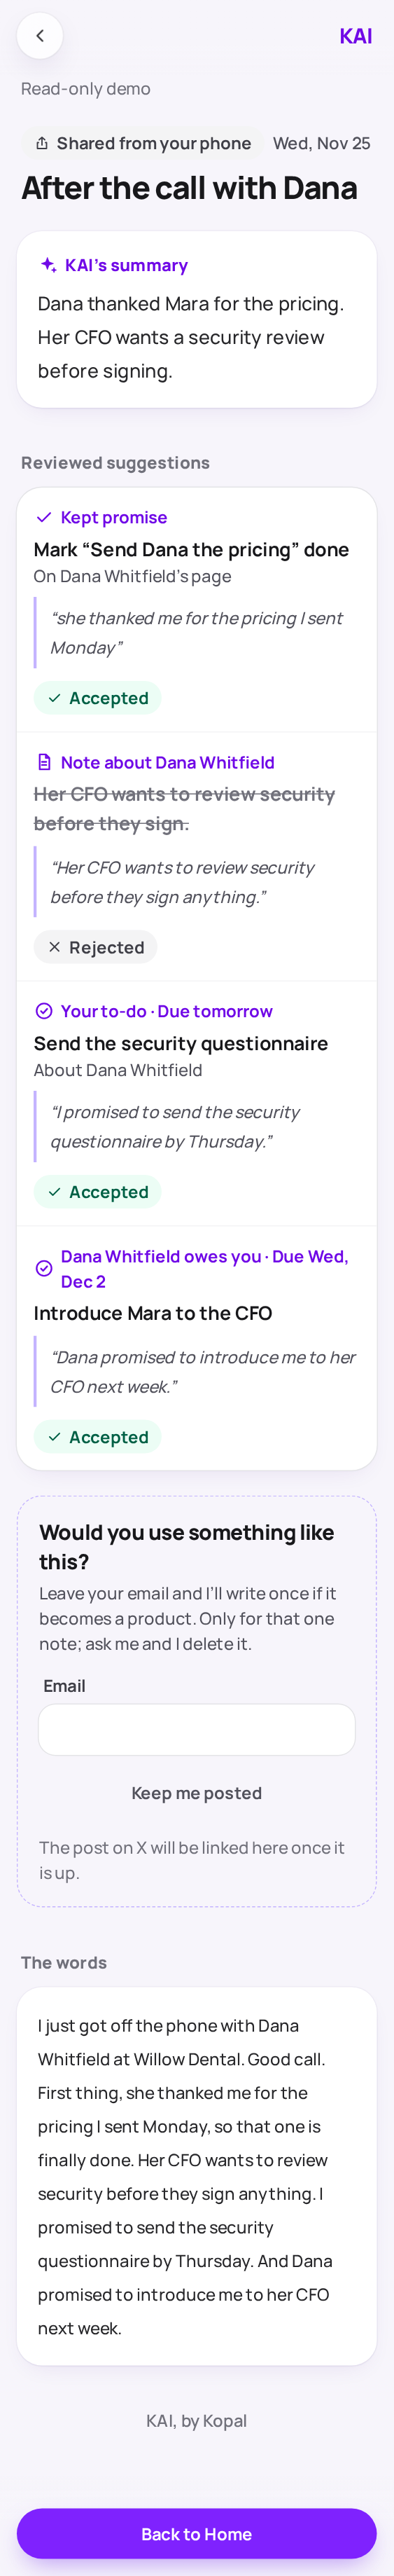 KAI
Read-only demo
Shared from your phone Wed, Nov 25
After the call with Dana
KAI’s summary
Dana thanked Mara for the pricing.
Her CFO wants a security review
before signing.
Reviewed suggestions
Kept promise
Mark “Send Dana the pricing” done
On Dana Whitfield’s page
“she thanked me for the pricing I sent
Monday”
Accepted
Note about Dana Whitfield
Her CFO wants to review security
before they sign.
“Her CFO wants to review security
before they sign anything.”
Rejected
Your to-do · Due tomorrow
Send the security questionnaire
About Dana Whitfield
“I promised to send the security
questionnaire by Thursday.”
Accepted
Dana Whitfield owes you · Due Wed,
Dec 2
Introduce Mara to the CFO
“Dana promised to introduce me to her
CFO next week.”
Accepted
Would you use something like
this?
Leave your email and I’ll write once if it
becomes a product. Only for that one
note; ask me and I delete it.
Email
Keep me posted
The post on X will be linked here once it
is up.
The words
I just got off the phone with Dana
Whitfield at Willow Dental. Good call.
First thing, she thanked me for the
pricing I sent Monday, so that one is
finally done. Her CFO wants to review
security before they sign anything. I
promised to send the security
questionnaire by Thursday. And Dana
promised to introduce me to her CFO
next week.
KAI, by Kopal
Back to Home